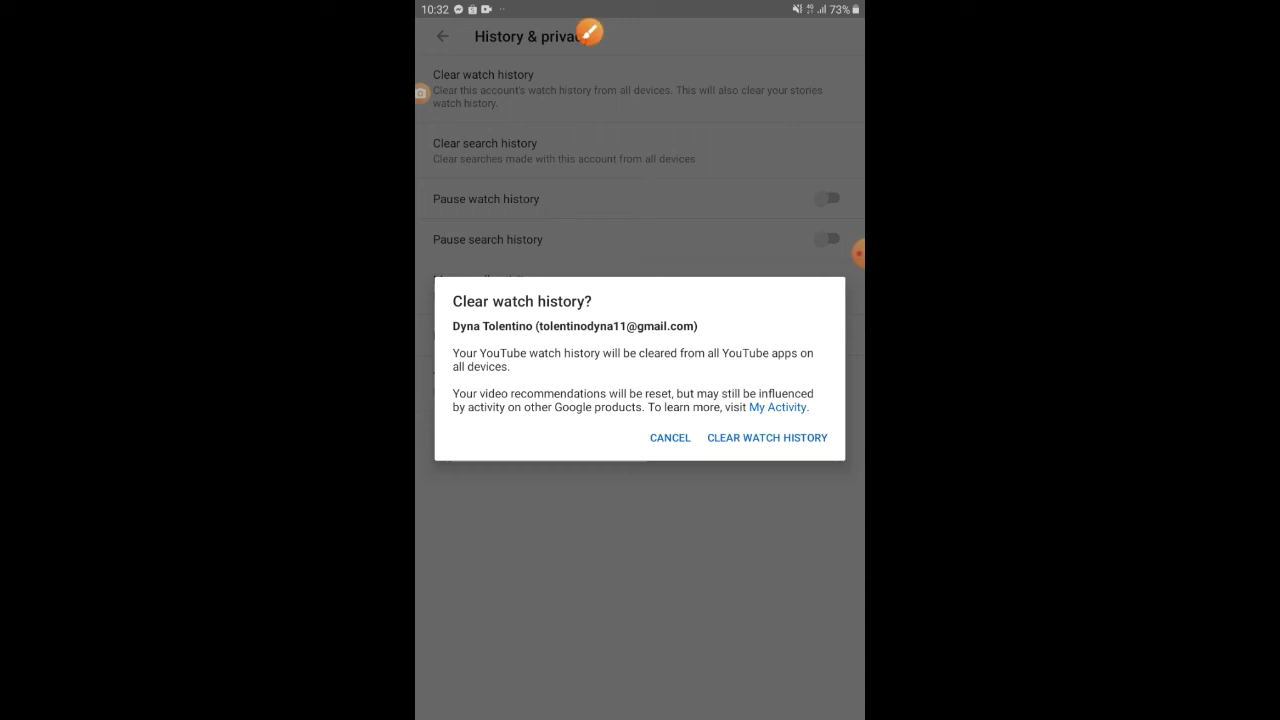 10:32
73%
History & priva
Clear watch history
Clear this account's watch history from all devices. This will also clear your stories
watch history.
Clear search history
Clear searches made with this account from all devices
Pause watch history
Pause search history
Clear watch history?
Dyna Tolentino (tolentinodyna11@gmail.com)
Your YouTube watch history will be cleared from all YouTube apps on
all devices.
Your video recommendations will be reset, but may still be influenced
by activity on other Google products. To learn more, visit My Activity.
CANCEL CLEAR WATCH HISTORY